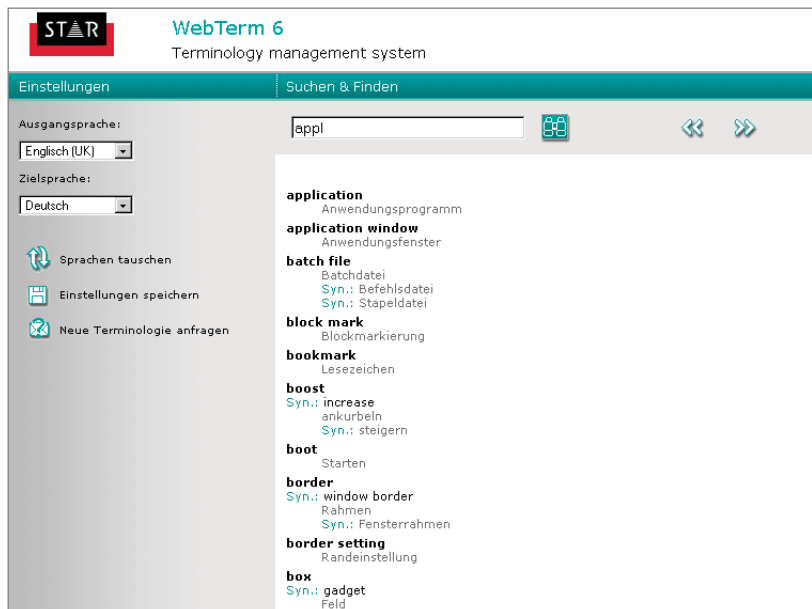 STAR
WebTerm 6
Terminology management system
Einstellungen
Suchen & Finden
Ausgangsprache:
Englisch (UK)
Zielsprache:
Deutsch
Sprachen tauschen
Einstellungen speichern
Neue Terminologie anfragen
appl
application
Anwendungsprogramm
application window
Anwendungsfenster
batch file
Batchdatei
Syn.: Befehlsdatei
Syn.: Stapeldatei
block mark
Blockmarkierung
bookmark
Lesezeichen
boost
Syn.: increase
ankurbeln
Syn.: steigern
boot
Starten
border
Syn.: window border
Rahmen
Syn.: Fensterrahmen
border setting
Randeinstellung
box
Syn.: gadget
Feld